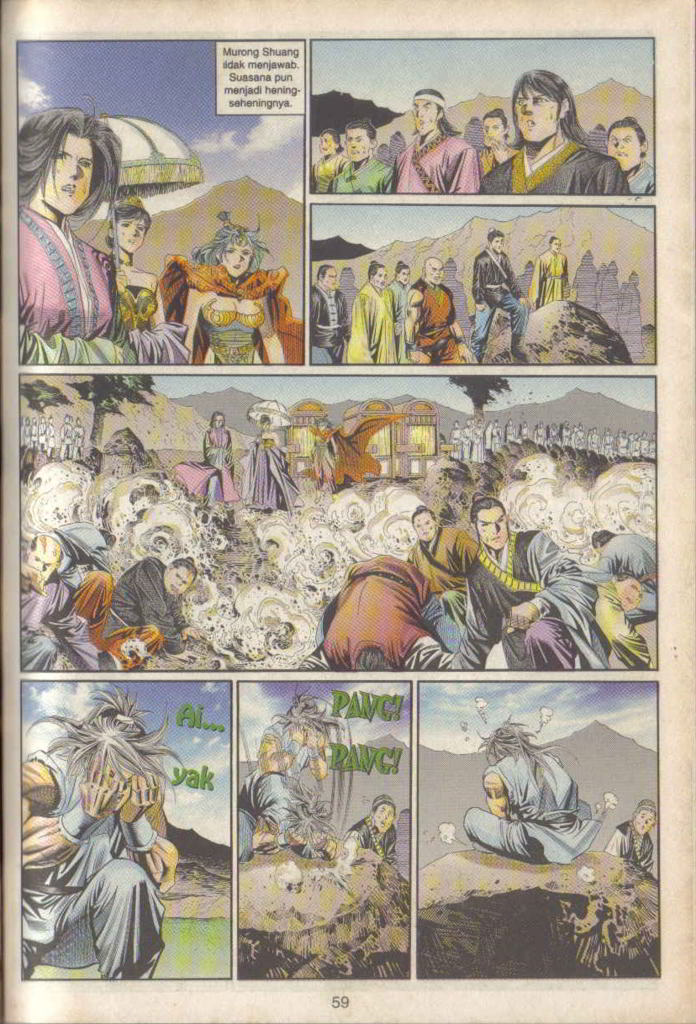 Murong Shuang
tidak menjawab.
Suasana pun
menjadi hening-
seheningnya.
Ai...
yak
PANG!
PANG!
59